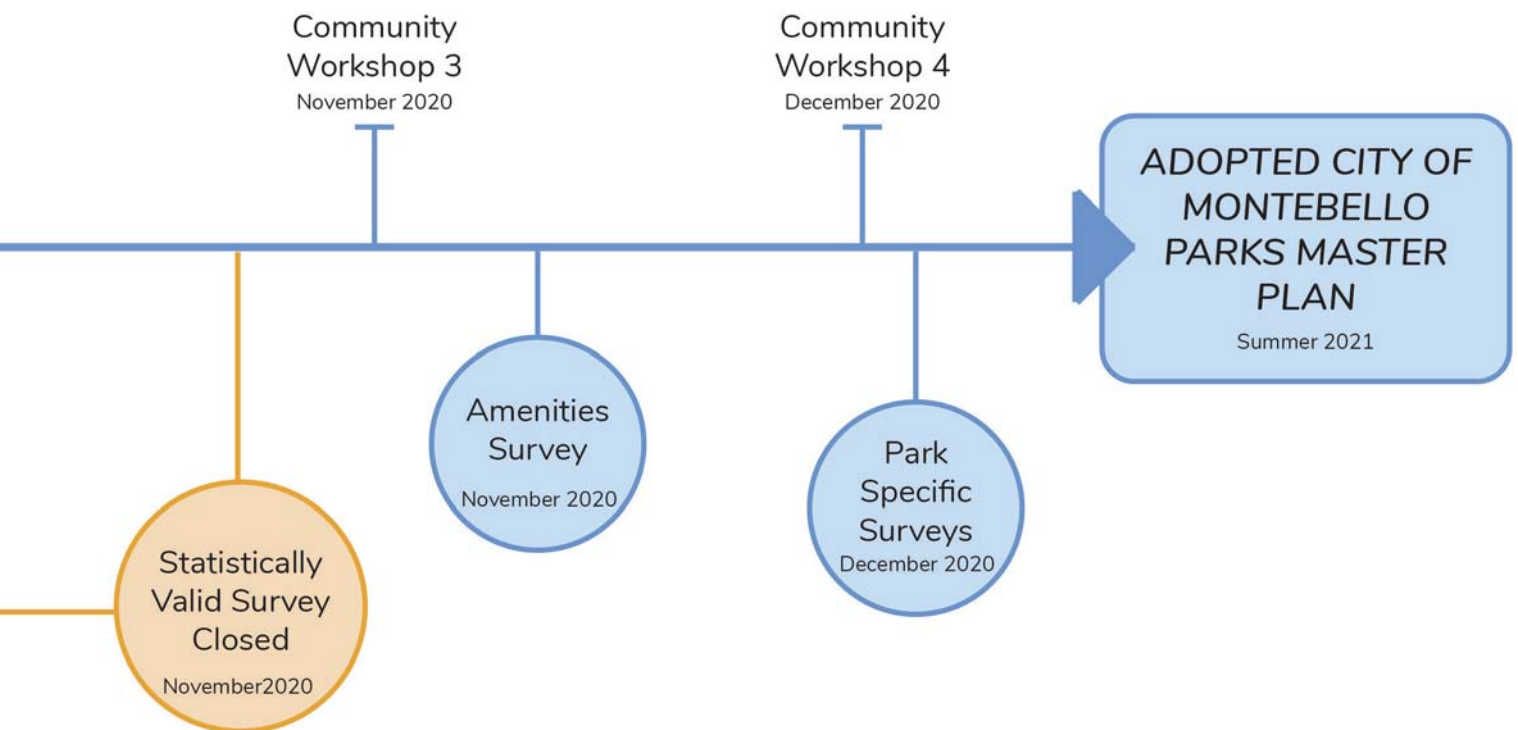 Community
Workshop 3
November 2020
Community
Workshop 4
December 2020
ADOPTED CITY OF
MONTEBELLO
PARKS MASTER
PLAN
Summer 2021
Amenities
Survey
November 2020
Park
Specific
Surveys
December 2020
Statistically
Valid Survey
Closed
November2020